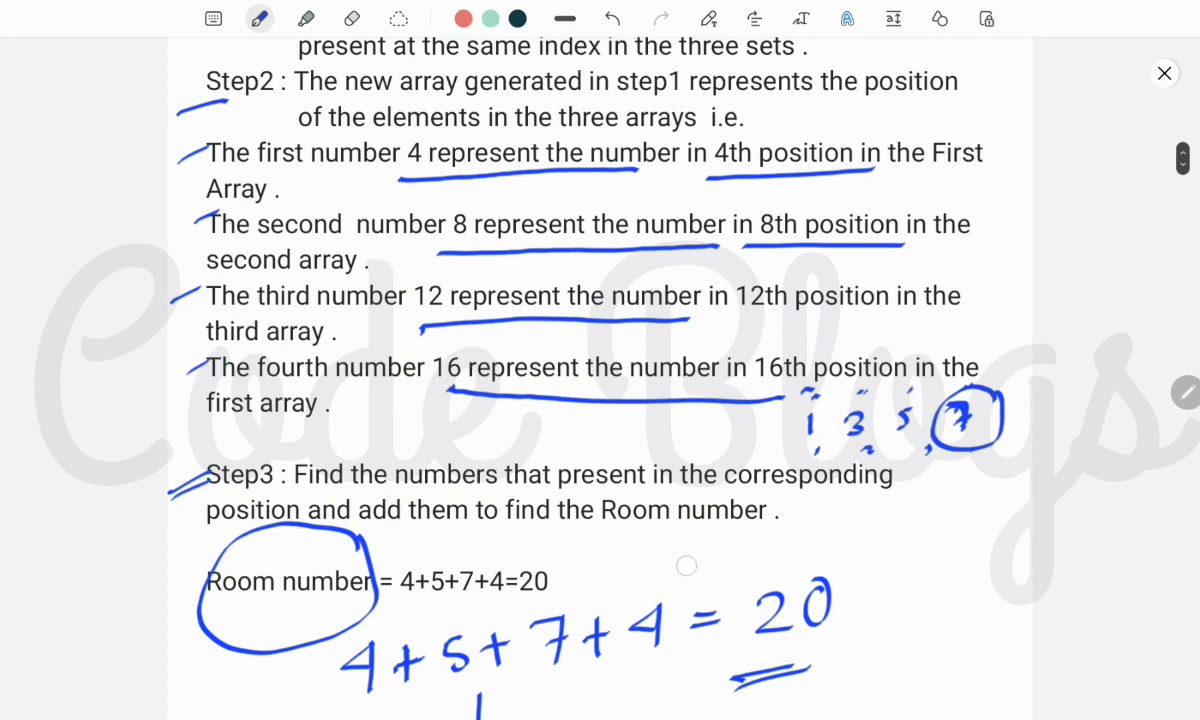 present at the same index in the three sets .
Step2 : The new array generated in step1 represents the position
of the elements in the three arrays i.e.
The first number 4 represent the number in 4th position in the First
Array .
The second number 8 represent the number in 8th position in the
second array .
The third number 12 represent the number in 12th position in the
third array .
The fourth number 16 represent the number in 16th position in the
first array .
1 3 5 7
Step3 : Find the numbers that present in the corresponding
position and add them to find the Room number .
Room number = 4+5+7+4=20
4+5+7+4 = 20
Code Blogs